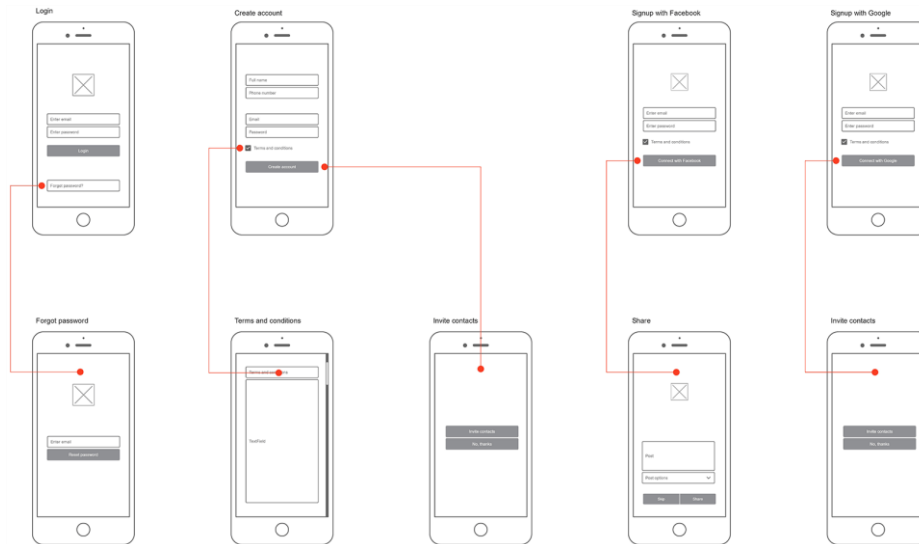 Login
Enter email
Enter password
Login
Forgot password?
Create account
Full name
Phone number
Email
Password
Terms and conditions
Create account
Signup with Facebook
Enter email
Enter password
Terms and conditions
Connect with Facebook
Signup with Google
Enter email
Enter password
Terms and conditions
Connect with Google
Forgot password
Enter email
Reset password
Terms and conditions
Terms and conditions
TextField
Invite contacts
Invite contacts
No, thanks
Share
Post
Post options
Skip
Share
Invite contacts
Invite contacts
No, thanks